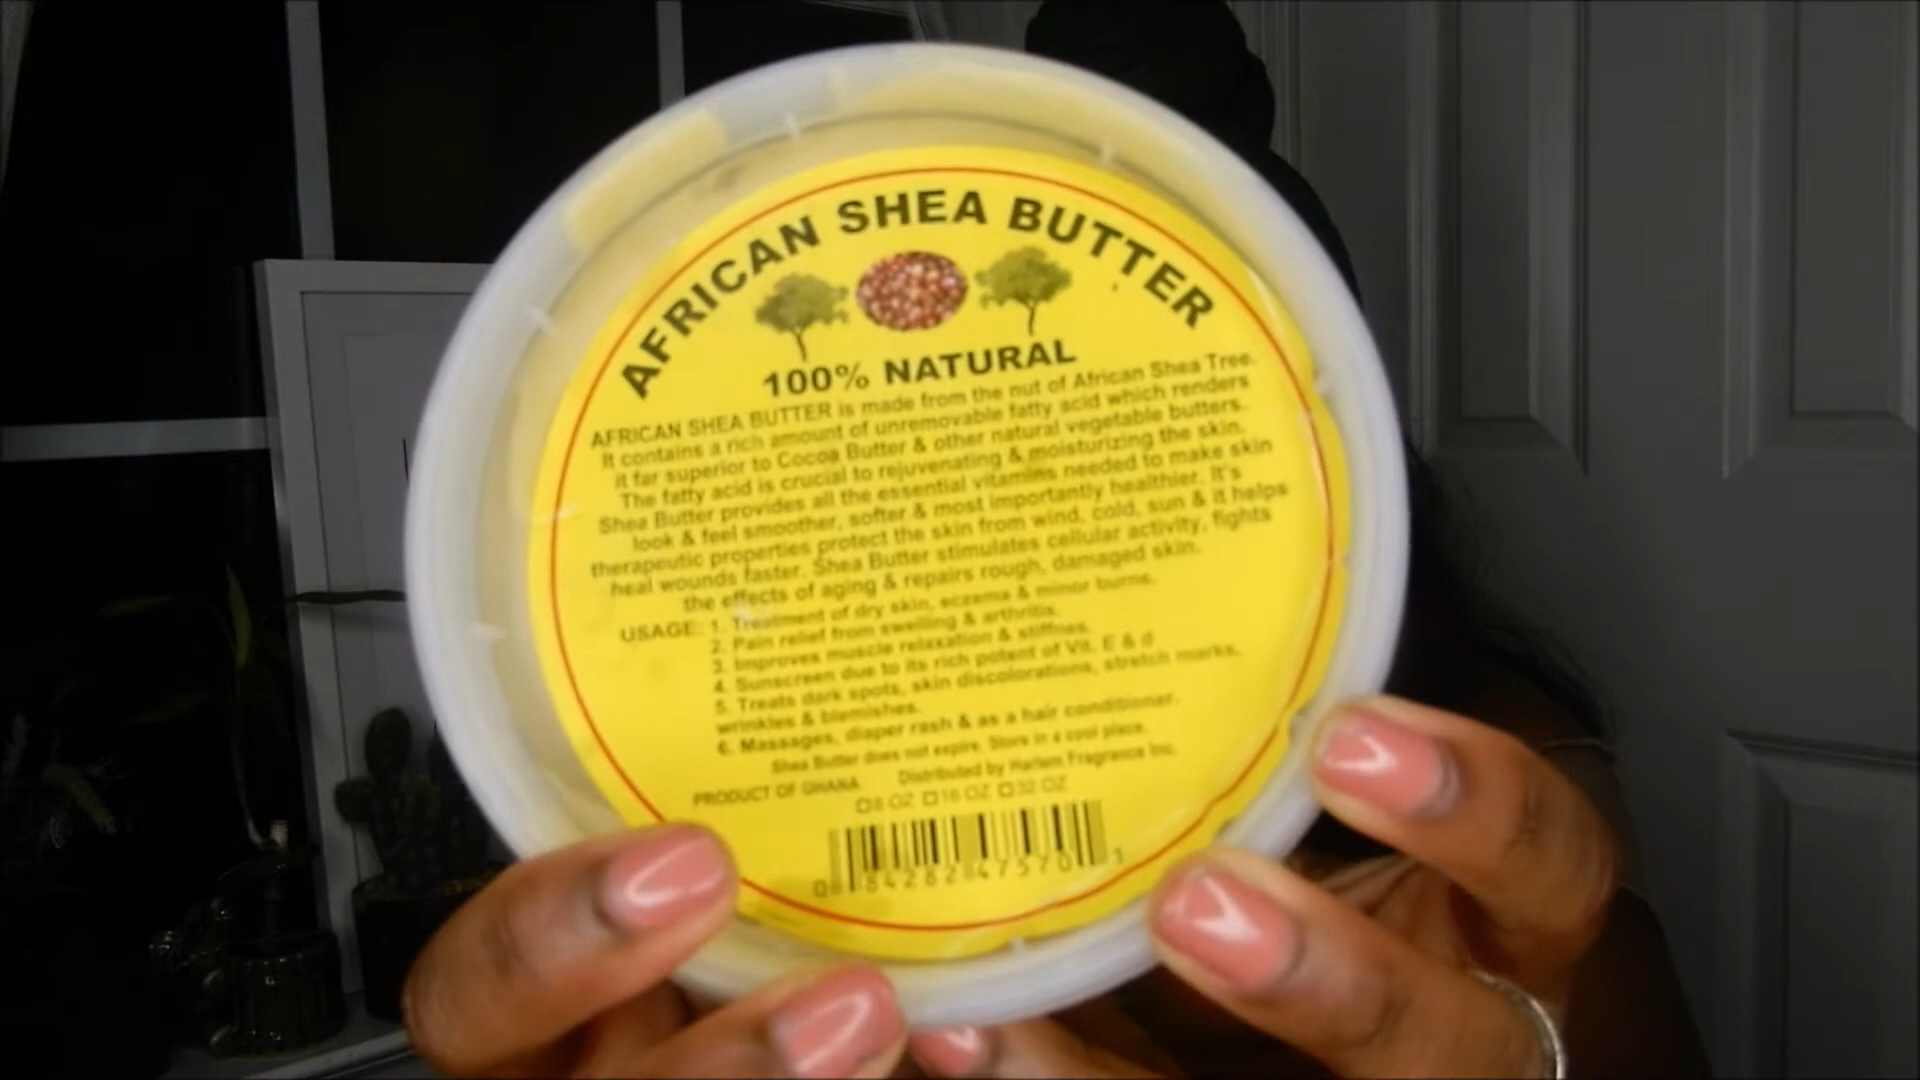 AFRICAN SHEA BUTTER
100% NATURAL
AFRICAN SHEA BUTTER is made from the nut of African Shea Tree.
It contains a rich amount of unremovable fatty acid which renders
it far superior to Cocoa Butter & other natural vegetable butters.
The fatty acid is crucial to rejuvenating & moisturizing the skin.
Shea Butter provides all the essential vitamins needed to make skin
look & feel smoother, softer & most importantly healthier. It's
therapeutic properties protect the skin from wind, cold, sun & it helps
heal wounds faster. Shea Butter stimulates cellular activity, fights
the effects of aging & repairs rough, damaged skin.
USAGE: 1. Treatment of dry skin, eczema & minor burns.
2. Pain relief from swelling & arthritis.
3. Improves muscle relaxation & stiffnes.
4. Sunscreen due to its rich potent of Vit. E & d
5. Treats dark spots, skin discolorations, stretch marks,
wrinkles & blemishes.
6. Massages, diaper rash & as a hair conditioner.
Shea Butter does not expire. Store in a cool place.
PRODUCT OF GHANA Distributed by Harlem Fragrance Inc.
8 OZ 16 OZ 32 OZ
0 84282 47570 1